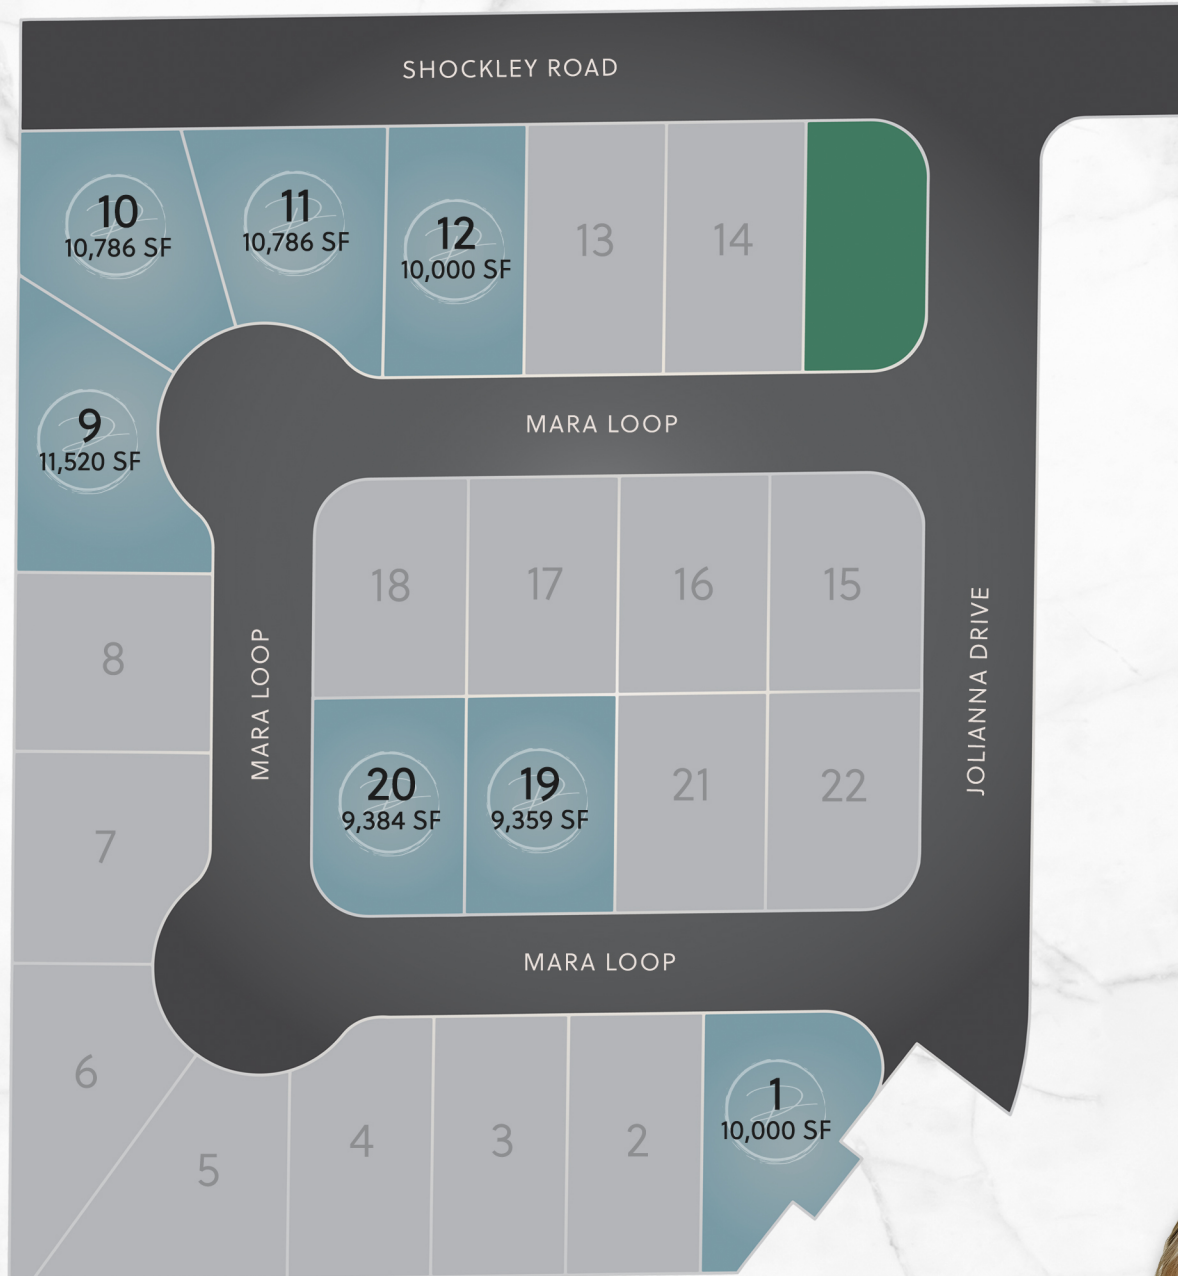 SHOCKLEY ROAD
10
10,786 SF
11
10,786 SF
12
10,000 SF
13
14
9
11,520 SF
MARA LOOP
18
17
16
15
8
MARA LOOP
JOLIANNA DRIVE
20
9,384 SF
19
9,359 SF
21
22
7
MARA LOOP
6
5
4
3
2
1
10,000 SF